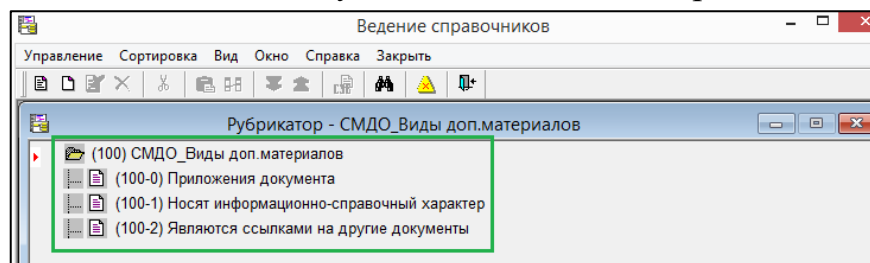 Ведение справочников
Управление Сортировка Вид Окно Справка Закрыть
Рубрикатор - СМДО_Виды доп.материалов
(100) СМДО_Виды доп.материалов
(100-0) Приложения документа
(100-1) Носят информационно-справочный характер
(100-2) Являются ссылками на другие документы